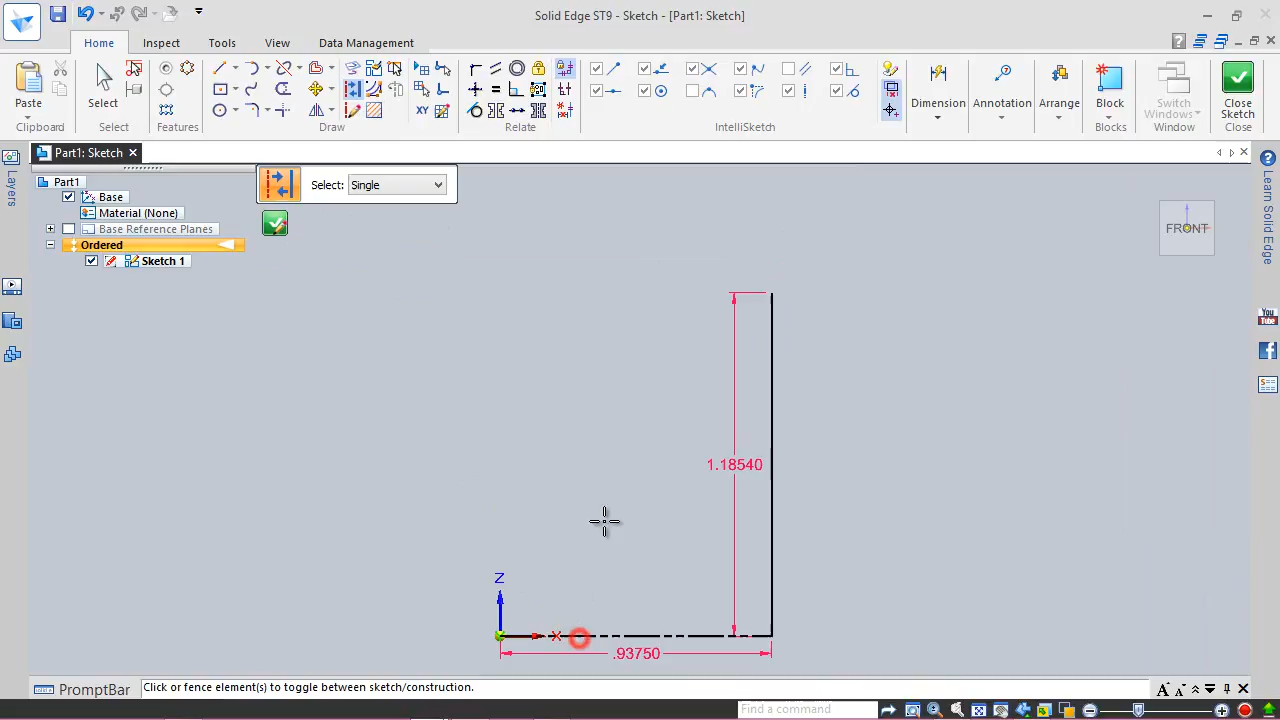 Solid Edge ST9 - Sketch - [Part1: Sketch]
Home Inspect Tools View Data Management
Paste
Select
Dimension
Annotation
Arrange
Block
Switch Windows
Close Sketch
Clipboard Select Features Draw Relate IntelliSketch Blocks Window Close
Part1: Sketch
Layers
Part1
Select: Single
Base
Material (None)
Base Reference Planes
Ordered
Sketch 1
FRONT
Learn Solid Edge
You Tube
1.18540
Z
X
.93750
PromptBar
Click or fence element(s) to toggle between sketch/construction.
Find a command